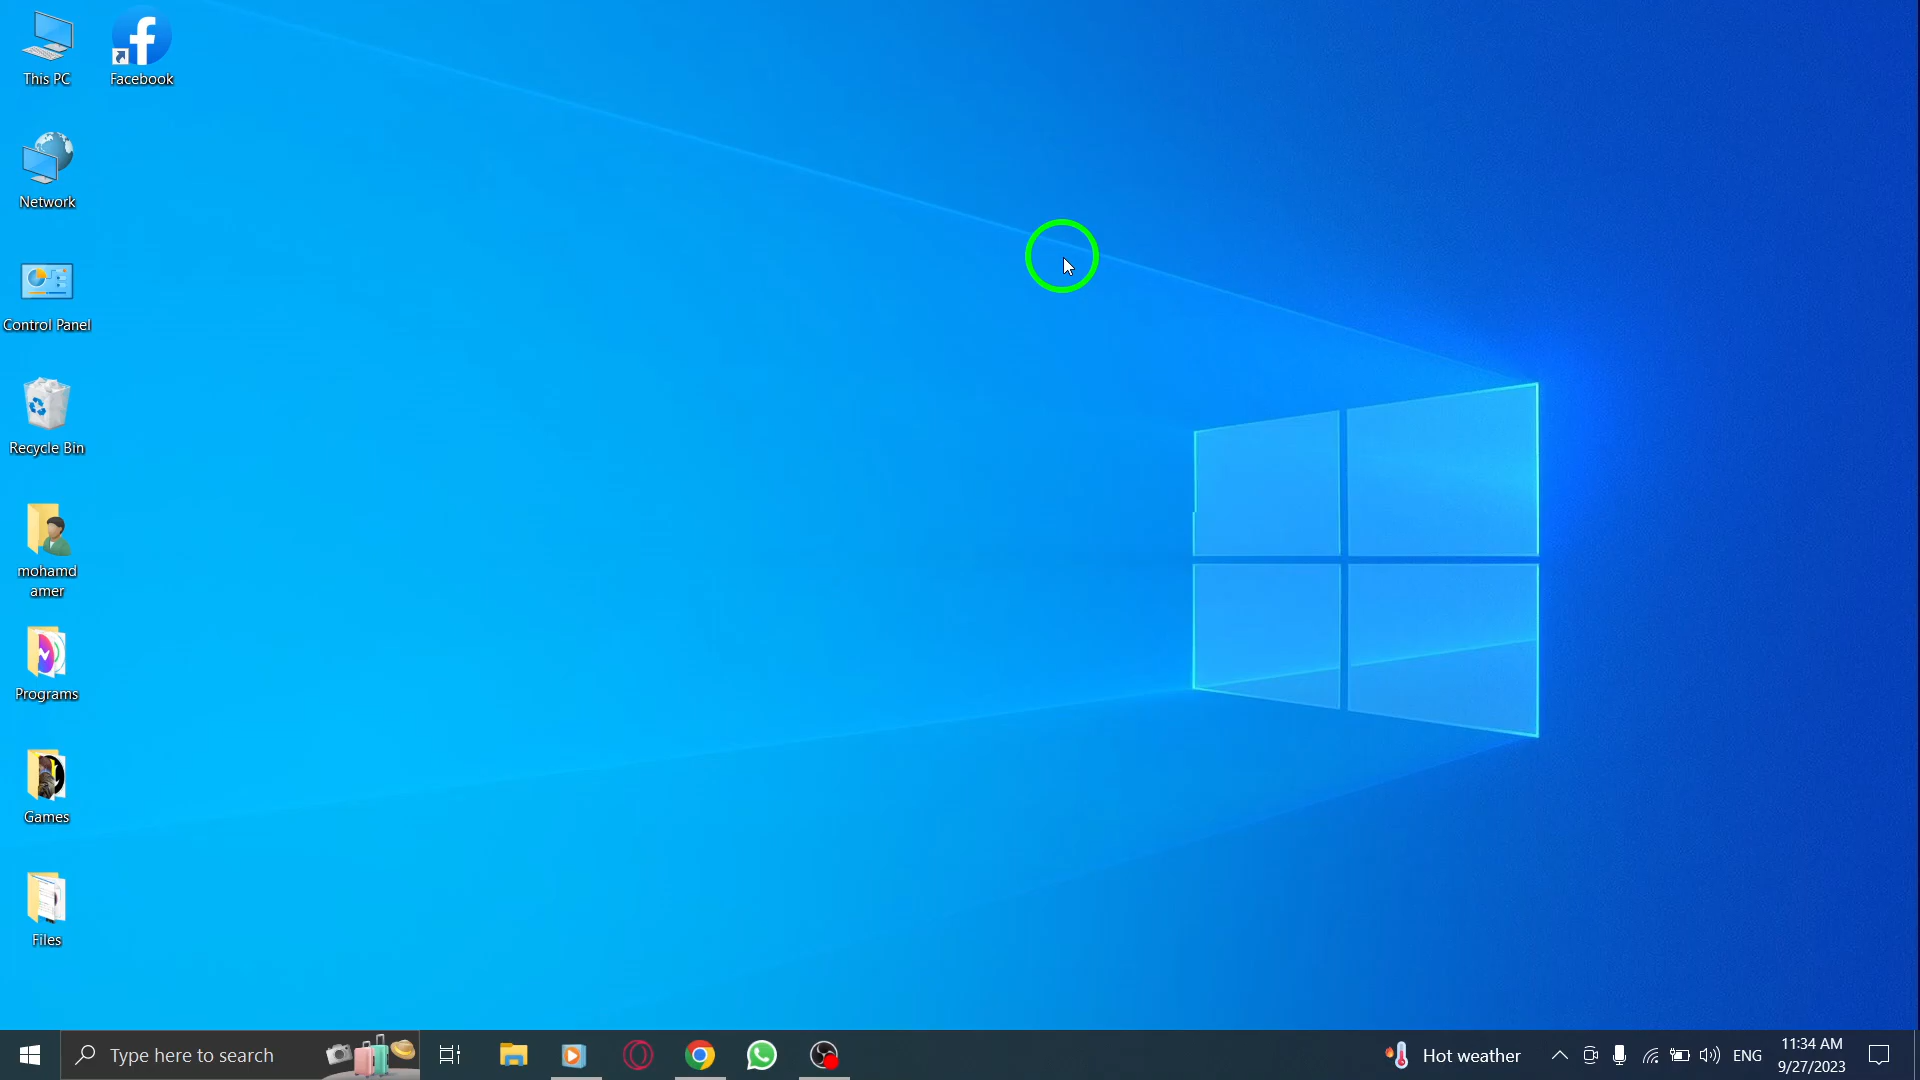 This PC
Facebook
Network
Control Panel
Recycle Bin
mohamd
amer
Programs
Games
Files
Type here to search
Hot weather
ENG
11:34 AM
9/27/2023